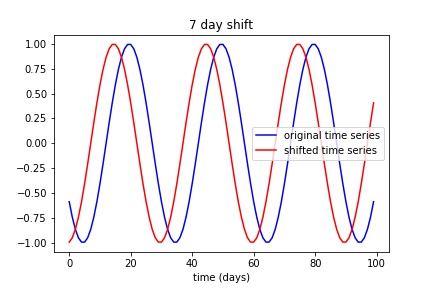 7 day shift
1.00
0.75
0.50
0.25
0.00
−0.25
−0.50
−0.75
−1.00
original time series
shifted time series
0 20 40 60 80 100
time (days)